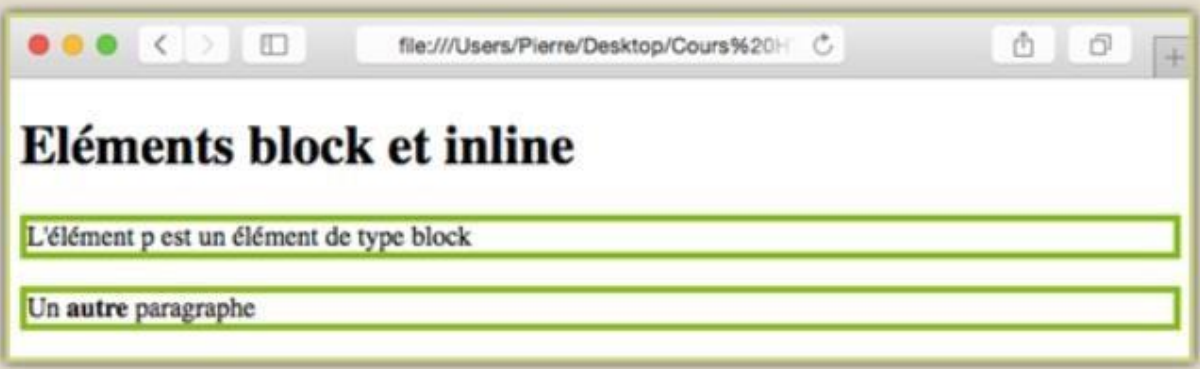 file:///Users/Pierre/Desktop/Cours%20H
Eléments block et inline
L'élément p est un élément de type block
Un autre paragraphe